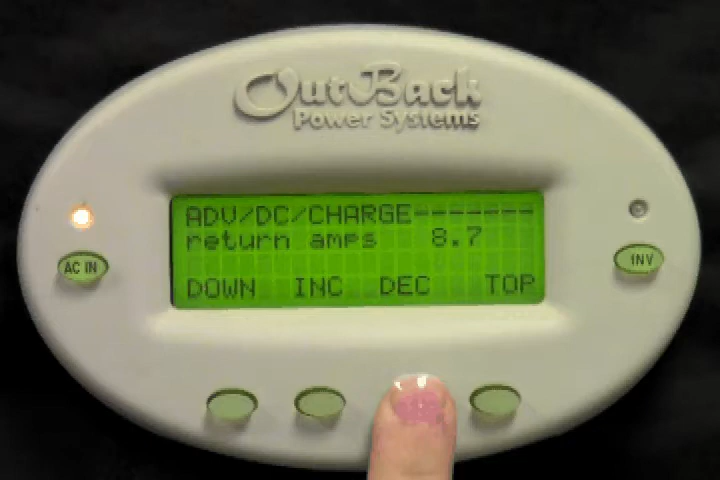 OutBack
Power Systems
ADV/DC/CHARGE-------
return amps 8.7
DOWN INC DEC TOP
AC IN
INV